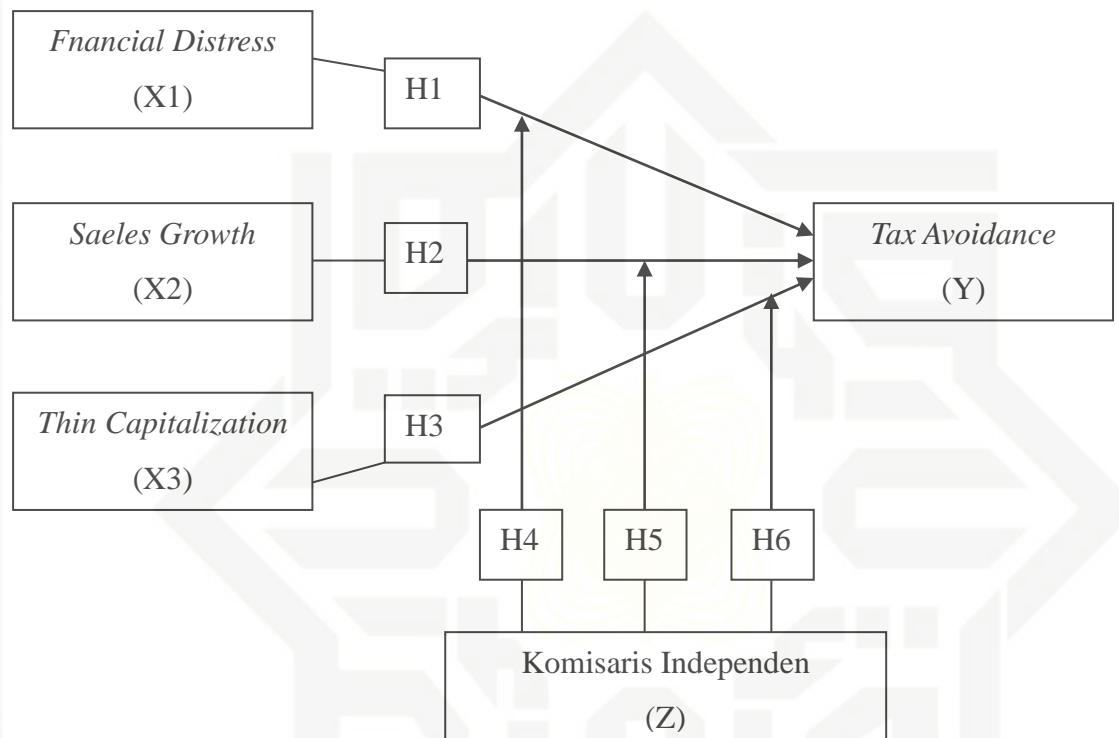 Fnancial Distress
(X1)
H1
Saeles Growth
(X2)
H2
Tax Avoidance
(Y)
Thin Capitalization
(X3)
H3
H4
H5
H6
Komisaris Independen
(Z)